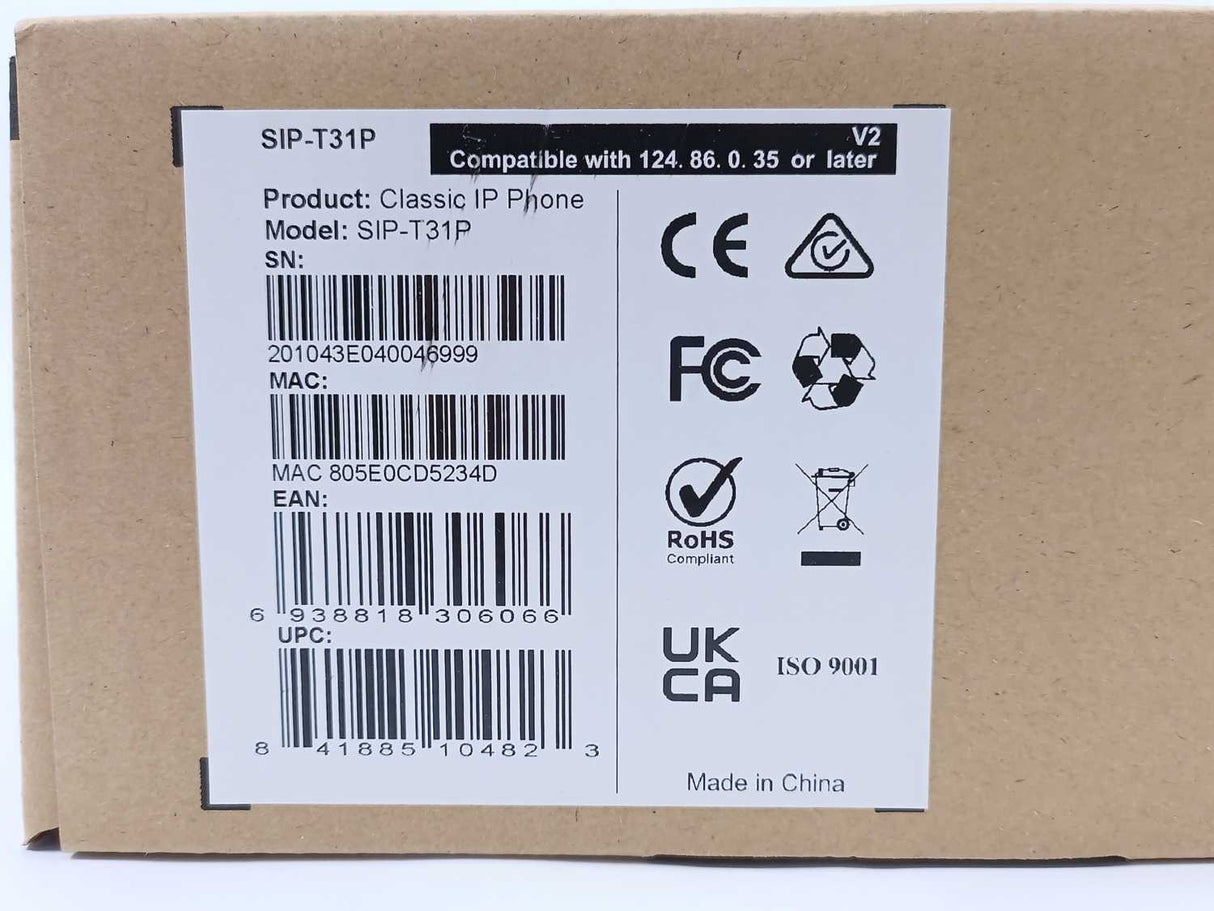 SIP-T31P
V2
Compatible with 124. 86. 0. 35 or later
Product: Classic IP Phone
Model: SIP-T31P
SN:
201043E040046999
MAC:
MAC 805E0CD5234D
EAN:
6 938818 306066
UPC:
8 41885 10482 3
CE
FC
RoHS
Compliant
UK
CA
ISO 9001
Made in China